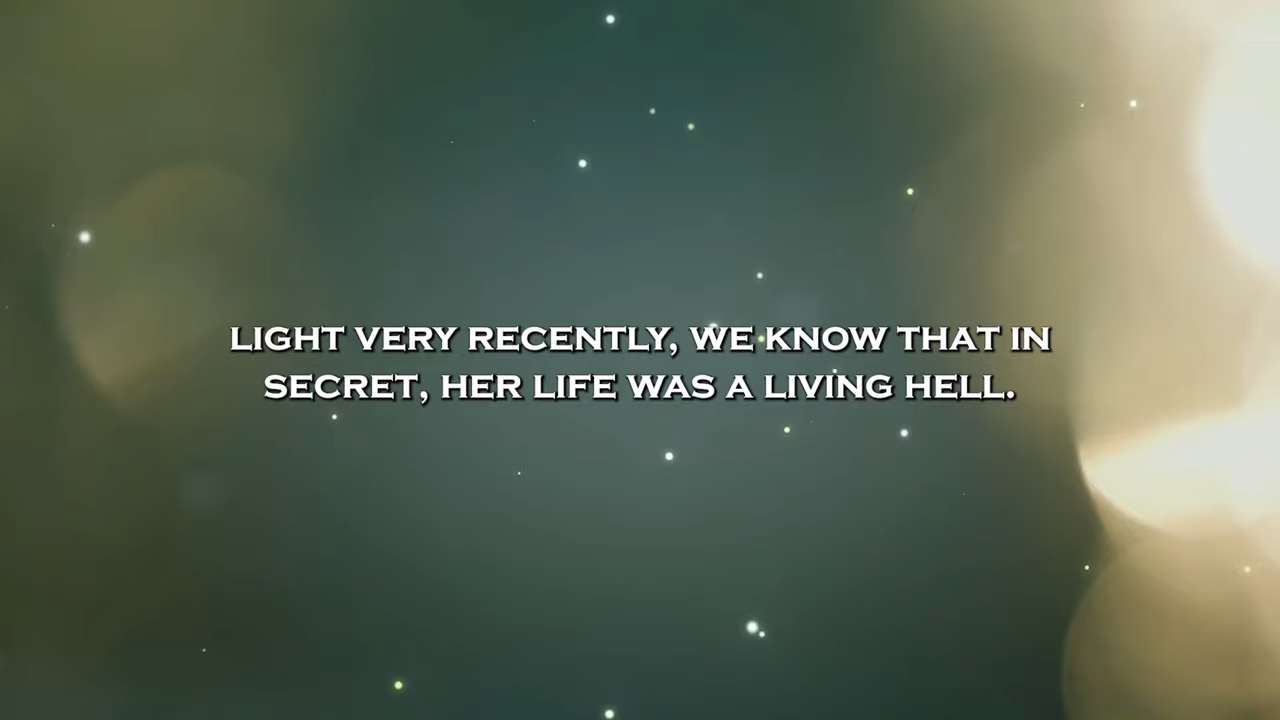 LIGHT VERY RECENTLY, WE KNOW THAT IN
SECRET, HER LIFE WAS A LIVING HELL.